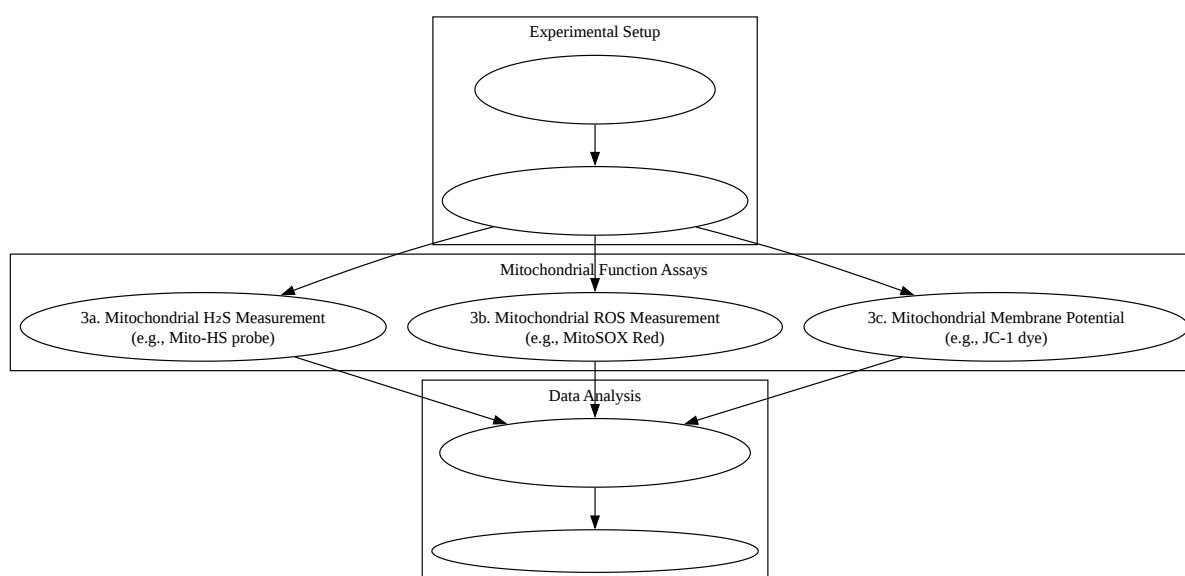 Experimental Setup
Mitochondrial Function Assays
3a. Mitochondrial H₂S Measurement
(e.g., Mito-HS probe)
3b. Mitochondrial ROS Measurement
(e.g., MitoSOX Red)
3c. Mitochondrial Membrane Potential
(e.g., JC-1 dye)
Data Analysis